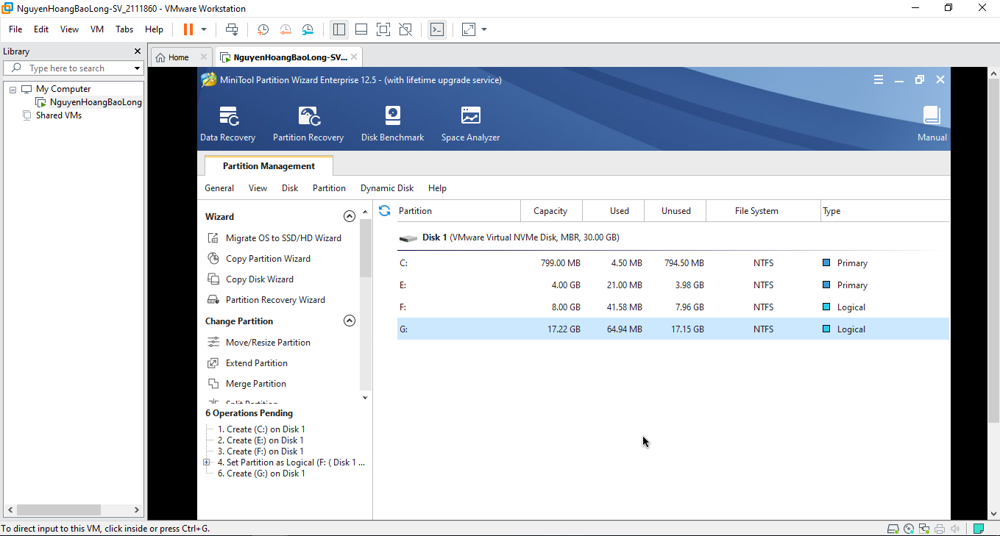 NguyenHoangBaoLong-SV_2111860 - VMware Workstation
File Edit View VM Tabs Help
Library
Type here to search
My Computer
NguyenHoangBaoLong
Shared VMs
Home
NguyenHoangBaoLong-SV...
MiniTool Partition Wizard Enterprise 12.5 - (with lifetime upgrade service)
Data Recovery Partition Recovery Disk Benchmark Space Analyzer Manual
Partition Management
General View Disk Partition Dynamic Disk Help
Wizard
Migrate OS to SSD/HD Wizard
Copy Partition Wizard
Copy Disk Wizard
Partition Recovery Wizard
Change Partition
Move/Resize Partition
Extend Partition
Merge Partition
Split Partition
6 Operations Pending
1. Create (C:) on Disk 1
2. Create (E:) on Disk 1
3. Create (F:) on Disk 1
4. Set Partition as Logical (F: ( Disk 1 ...
6. Create (G:) on Disk 1
Partition Capacity Used Unused File System Type
Disk 1 (VMware Virtual NVMe Disk, MBR, 30.00 GB)
C: 799.00 MB 4.50 MB 794.50 MB NTFS Primary
E: 4.00 GB 21.00 MB 3.98 GB NTFS Primary
F: 8.00 GB 41.58 MB 7.96 GB NTFS Logical
G: 17.22 GB 64.94 MB 17.15 GB NTFS Logical
To direct input to this VM, click inside or press Ctrl+G.